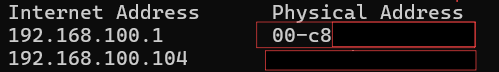 Internet Address Physical Address
192.168.100.1 00-c8
192.168.100.104